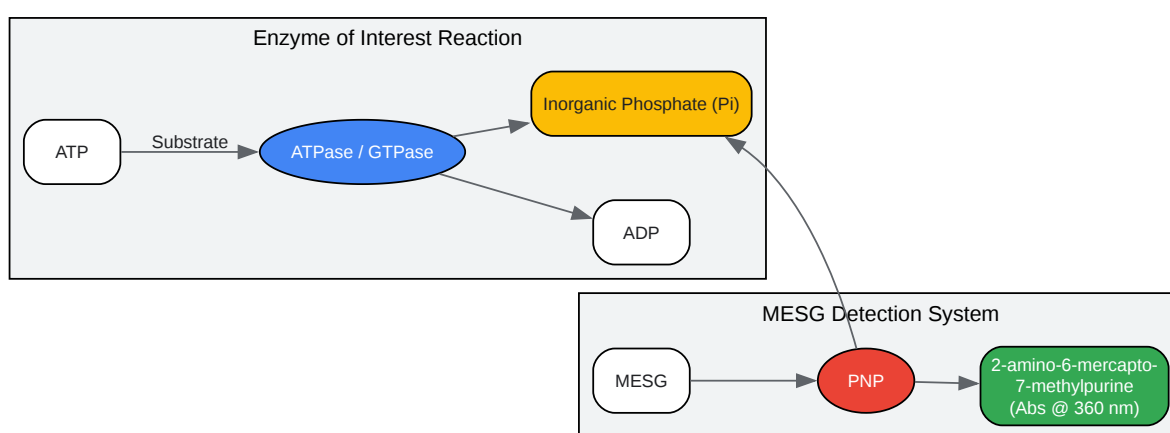 Enzyme of Interest Reaction
Inorganic Phosphate (Pi)
ATP
Substrate
ATPase / GTPase
ADP
MESG Detection System
MESG
PNP
2-amino-6-mercapto-
7-methylpurine
(Abs @ 360 nm)